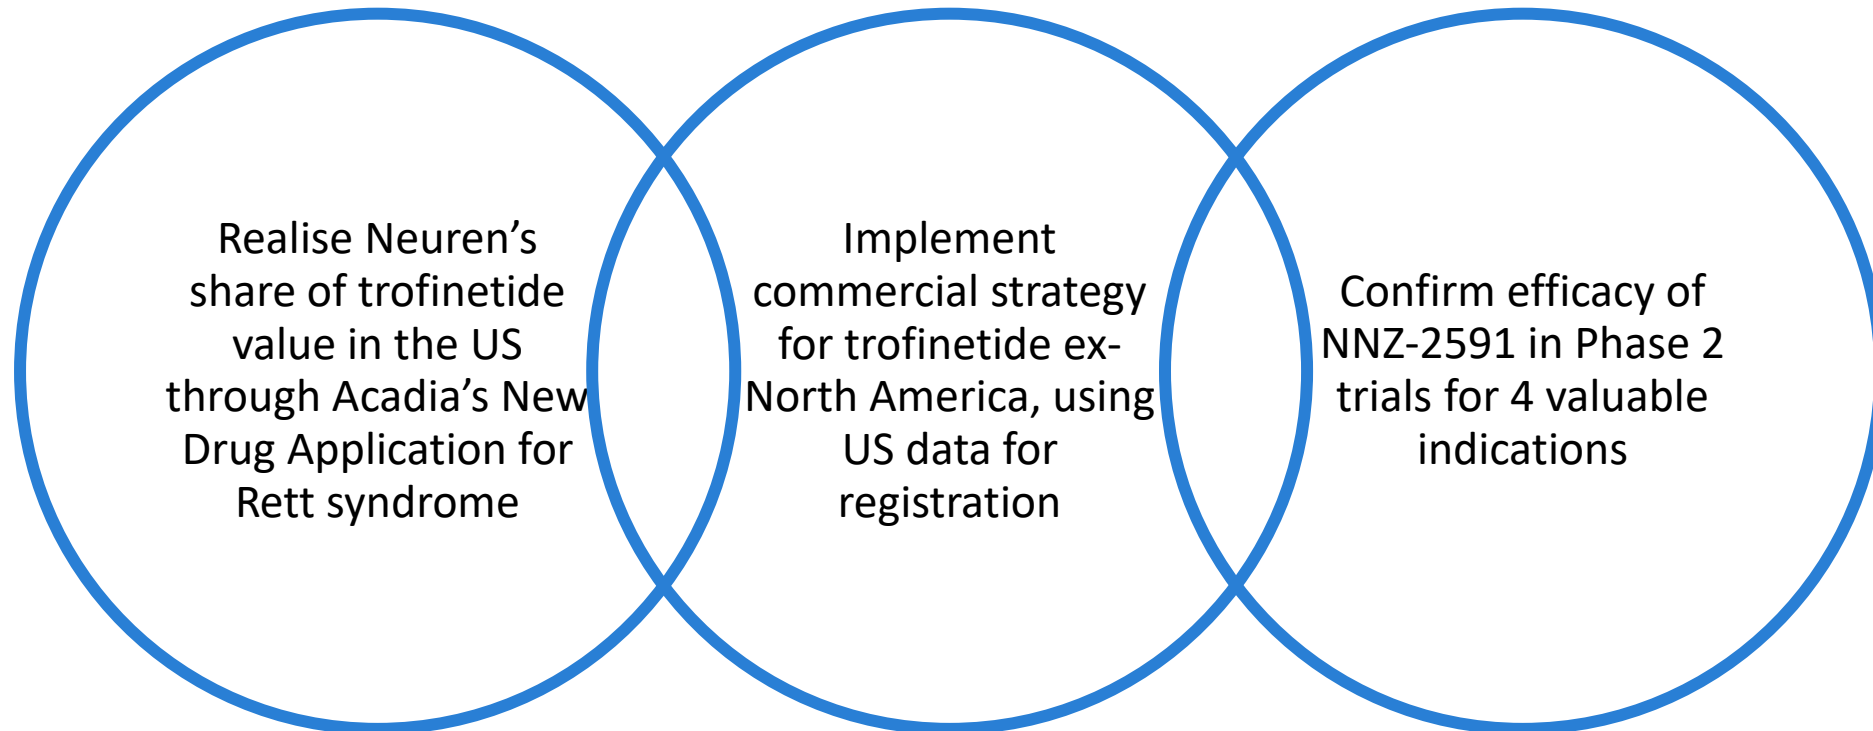 Realise Neuren’s
share of trofinetide
value in the US
through Acadia’s New
Drug Application for
Rett syndrome
Implement
commercial strategy
for trofinetide ex-
North America, using
US data for
registration
Confirm efficacy of
NNZ-2591 in Phase 2
trials for 4 valuable
indications